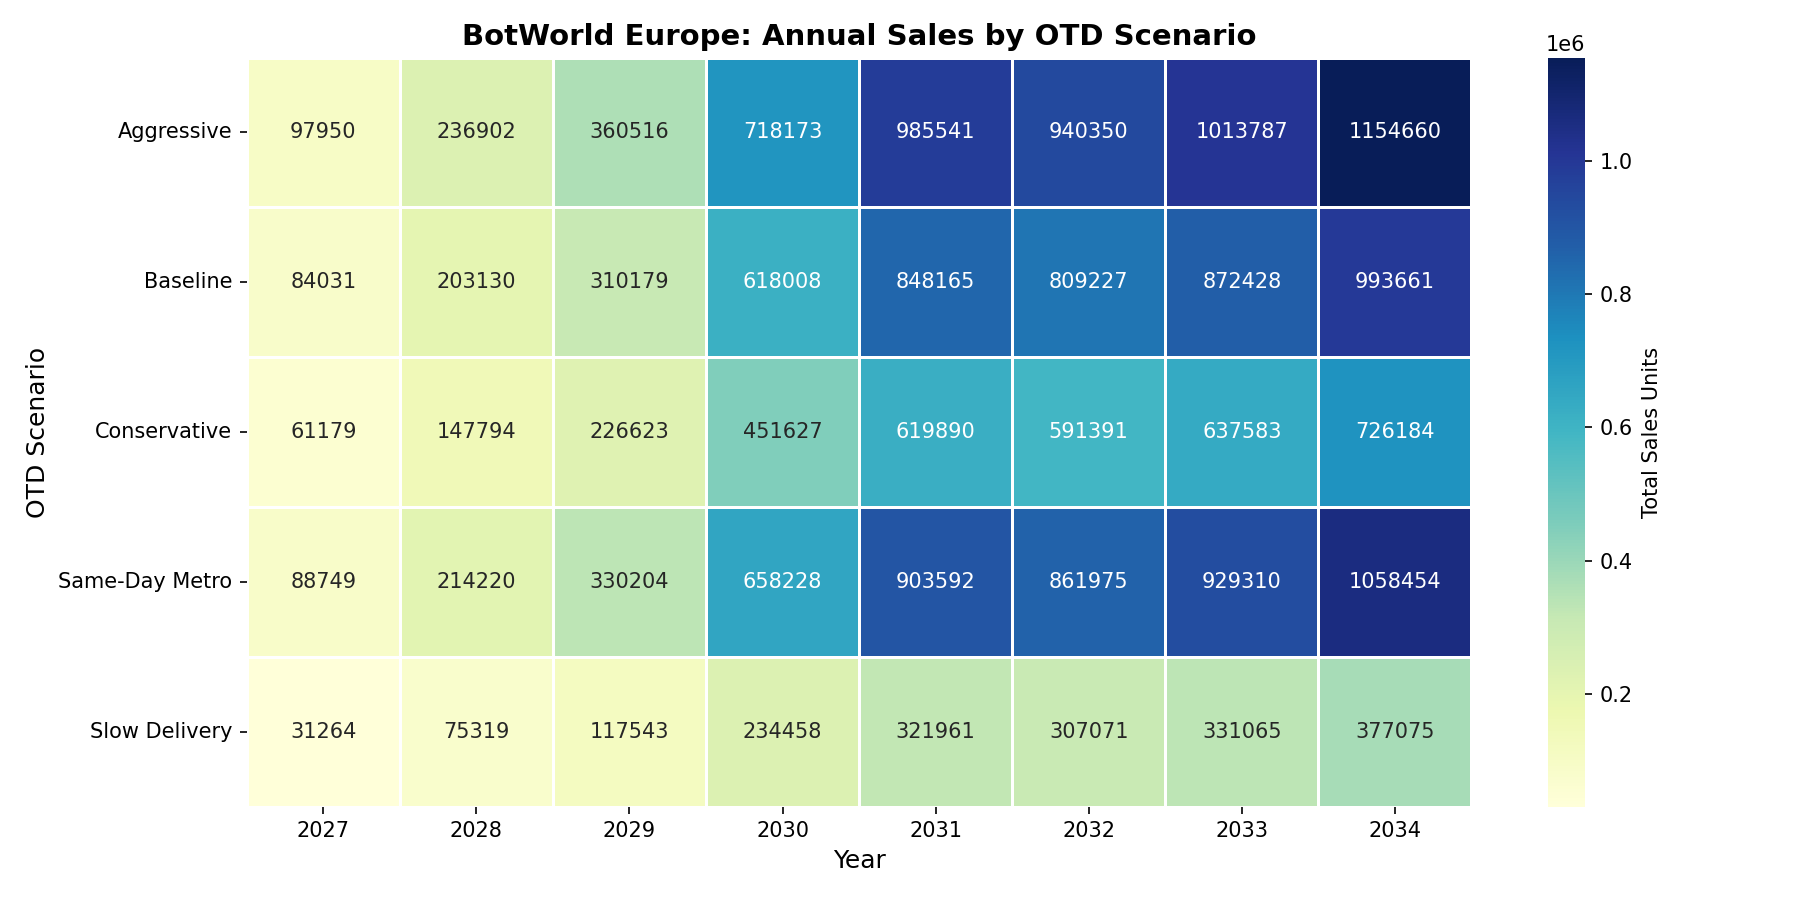 BotWorld Europe: Annual Sales by OTD Scenario
1e6
Aggressive 97950 236902 360516 718173 985541 940350 1013787 1154660
1.0
Baseline 84031 203130 310179 618008 848165 809227 872428 993661
0.8
Conservative 61179 147794 226623 451627 619890 591391 637583 726184
0.6
Same-Day Metro 88749 214220 330204 658228 903592 861975 929310 1058454
0.4
Slow Delivery 31264 75319 117543 234458 321961 307071 331065 377075
0.2
2027 2028 2029 2030 2031 2032 2033 2034
Year
OTD Scenario
Total Sales Units